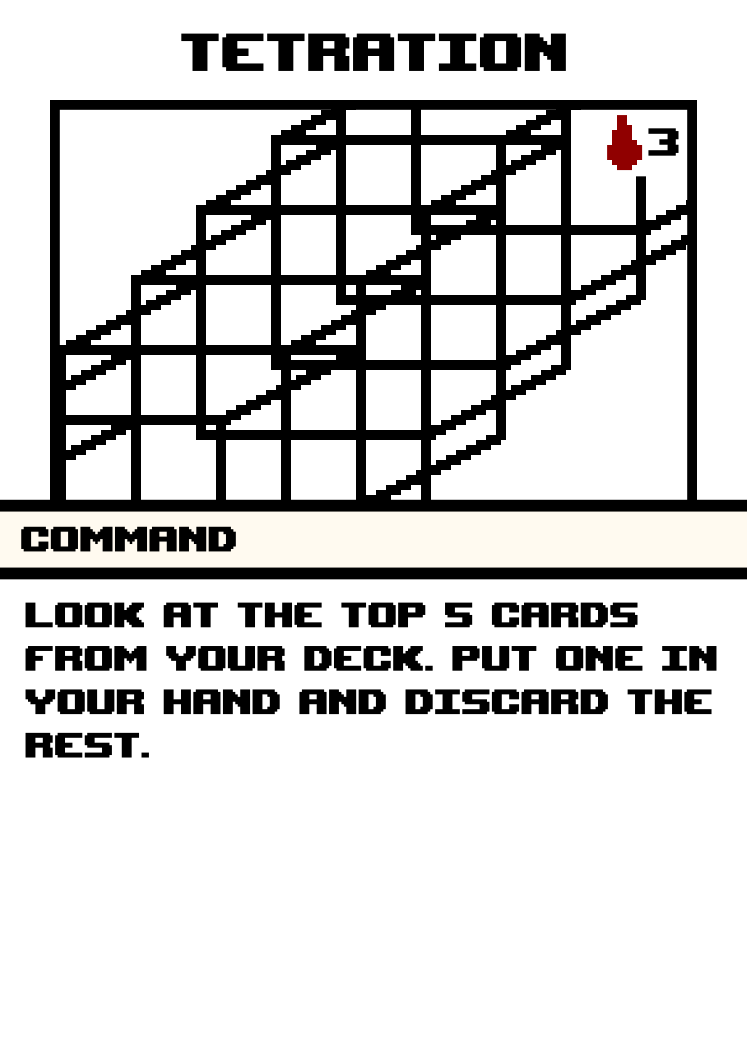 TETRATION
3
COMMAND
LOOK AT THE TOP 5 CARDS
FROM YOUR DECK. PUT ONE IN
YOUR HAND AND DISCARD THE
REST.